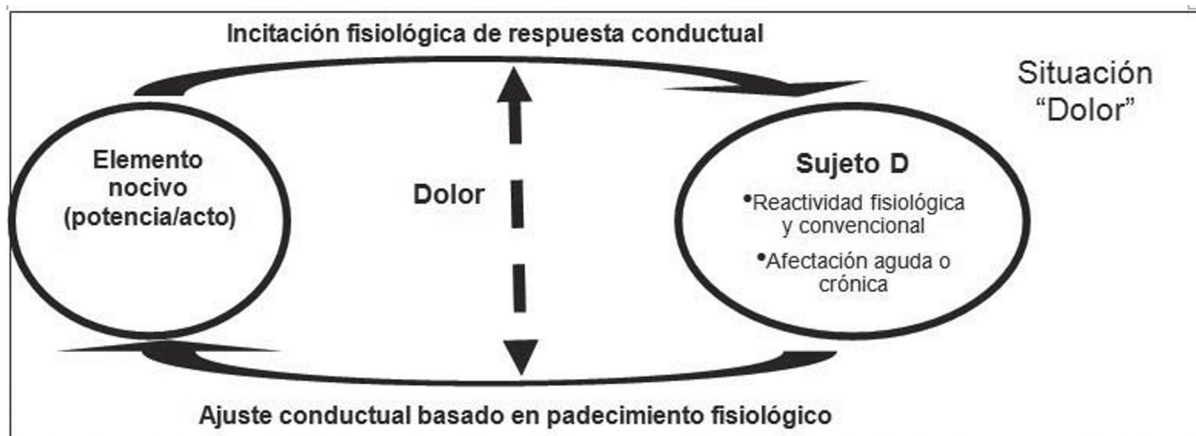 Incitación fisiológica de respuesta conductual
Situación
“Dolor”
Elemento
nocivo
(potencia/acto)
Dolor
Sujeto D
•Reactividad fisiológica
y convencional
•Afectación aguda o
crónica
Ajuste conductual basado en padecimiento fisiológico